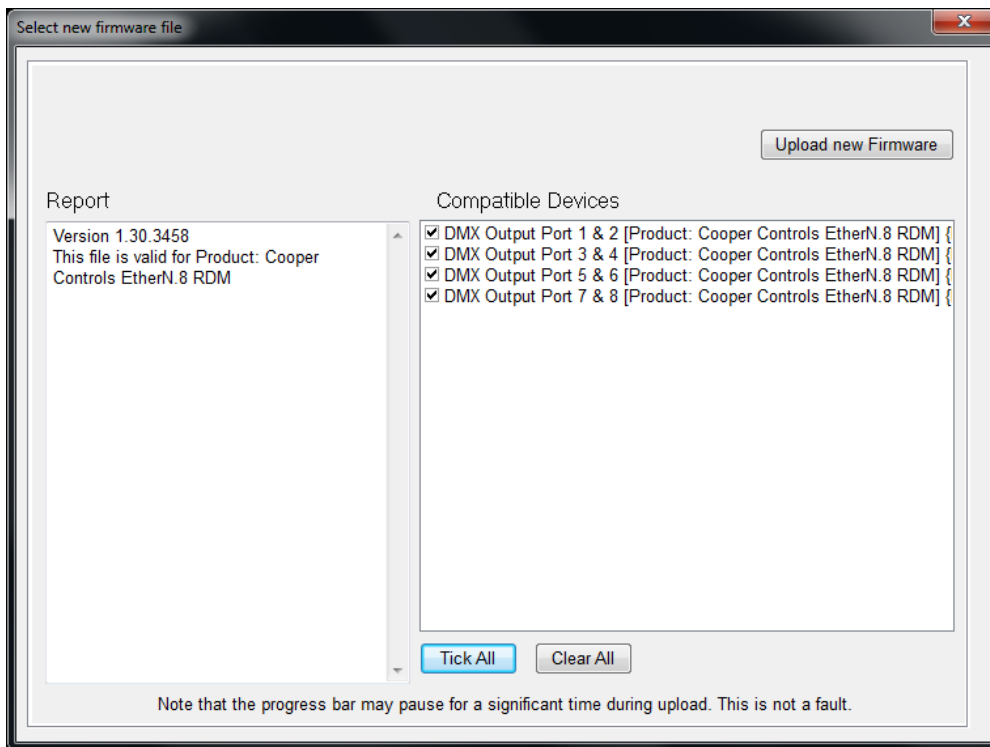 Select new firmware file
Upload new Firmware
Report
Version 1.30.3458
This file is valid for Product: Cooper
Controls EtherN.8 RDM
Compatible Devices
DMX Output Port 1 & 2 [Product: Cooper Controls EtherN.8 RDM] {
DMX Output Port 3 & 4 [Product: Cooper Controls EtherN.8 RDM] {
DMX Output Port 5 & 6 [Product: Cooper Controls EtherN.8 RDM] {
DMX Output Port 7 & 8 [Product: Cooper Controls EtherN.8 RDM] {
Tick All
Clear All
Note that the progress bar may pause for a significant time during upload. This is not a fault.